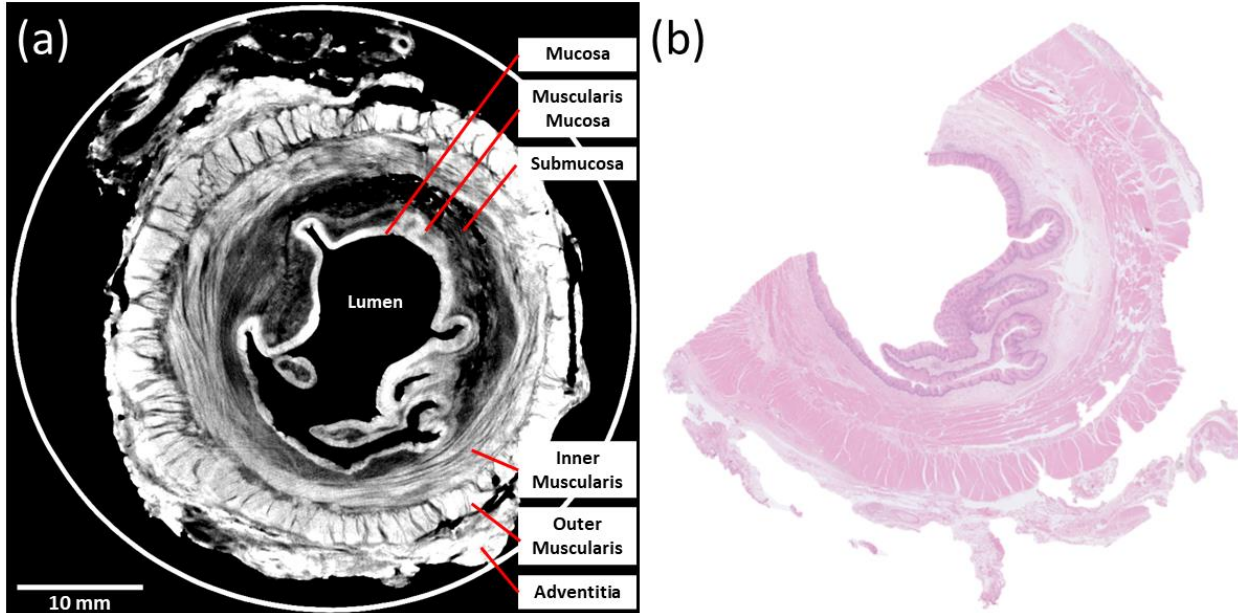 (a)
Mucosa
Muscularis
Mucosa
Submucosa
Lumen
Inner
Muscularis
Outer
Muscularis
Adventitia
10 mm
(b)